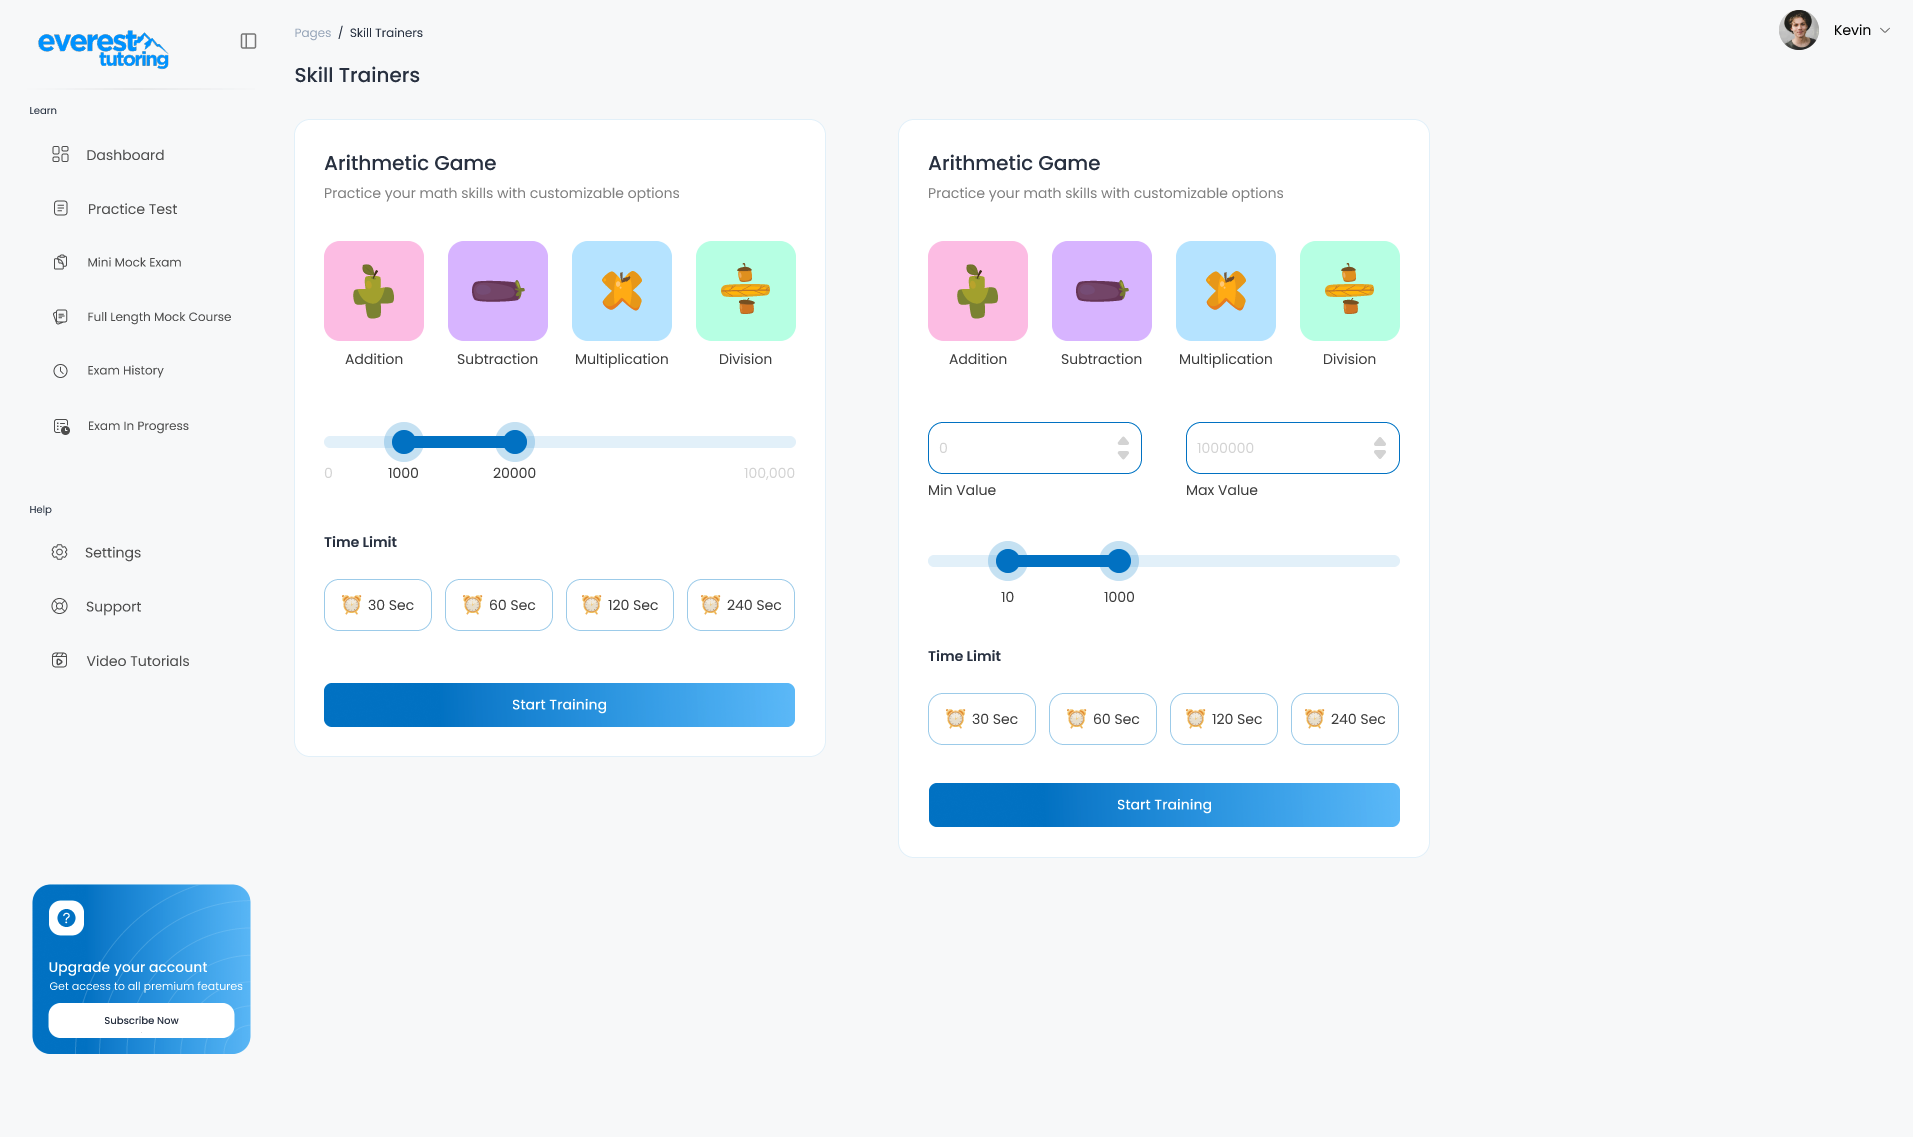 everest
tutoring
Pages / Skill Trainers
Kevin
Skill Trainers
Learn
Dashboard
Practice Test
Mini Mock Exam
Full Length Mock Course
Exam History
Exam In Progress
Help
Settings
Support
Video Tutorials
?
Upgrade your account
Get access to all premium features
Subscribe Now
Arithmetic Game
Practice your math skills with customizable options
Addition Subtraction Multiplication Division
0 1000 20000 100,000
Time Limit
30 Sec 60 Sec 120 Sec 240 Sec
Start Training
Arithmetic Game
Practice your math skills with customizable options
Addition Subtraction Multiplication Division
0 1000000
Min Value Max Value
10 1000
Time Limit
30 Sec 60 Sec 120 Sec 240 Sec
Start Training